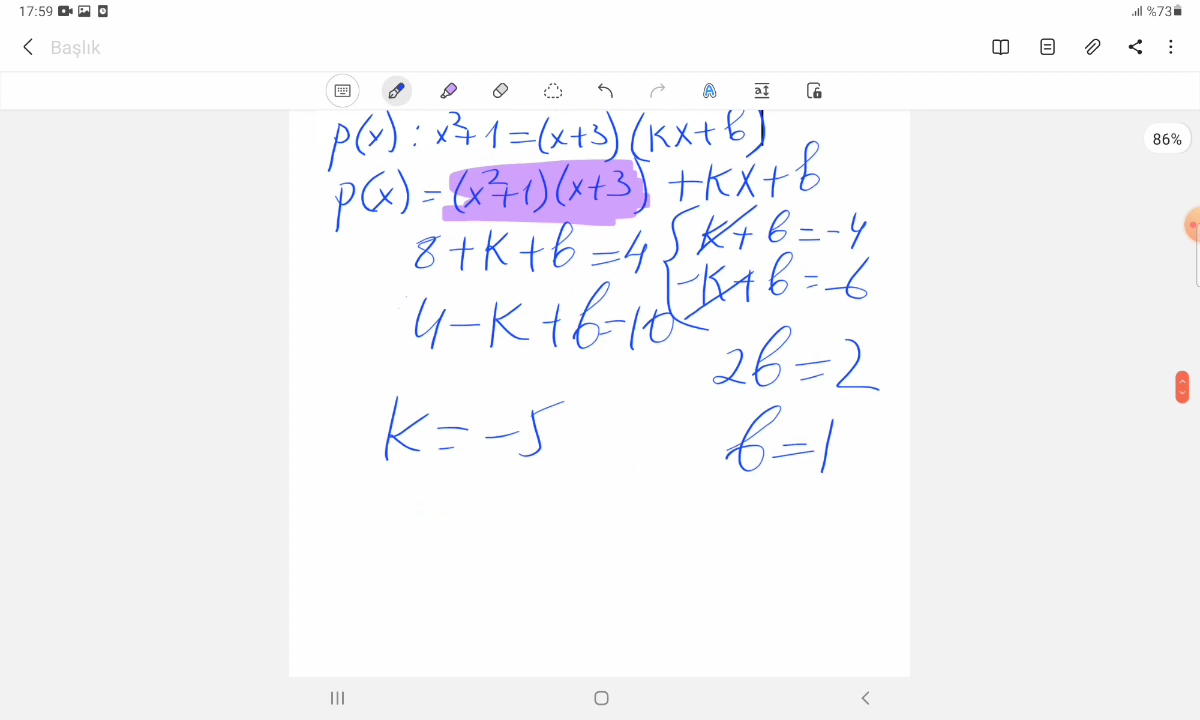 17:59
%73
Başlık
86%
p(x) : x²+1=(x+3)(kx+b)
p(x)=(x²+1)(x+3)+kx+b
8+k+b=4
k+b=-4
-k+b=6
4-k+b=10
2b=2
k=-5
b=1